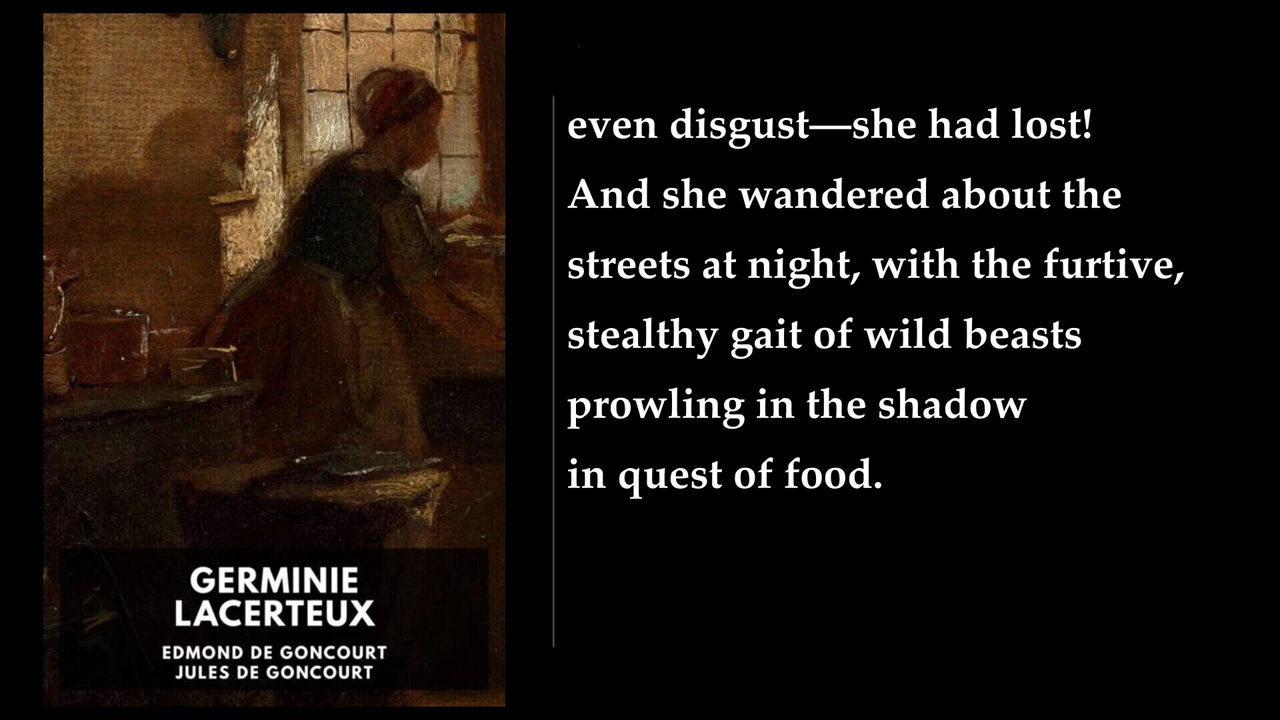 even disgust—she had lost!
And she wandered about the
streets at night, with the furtive,
stealthy gait of wild beasts
prowling in the shadow
in quest of food.
GERMINIE
LACERTEUX
EDMOND DE GONCOURT
JULES DE GONCOURT